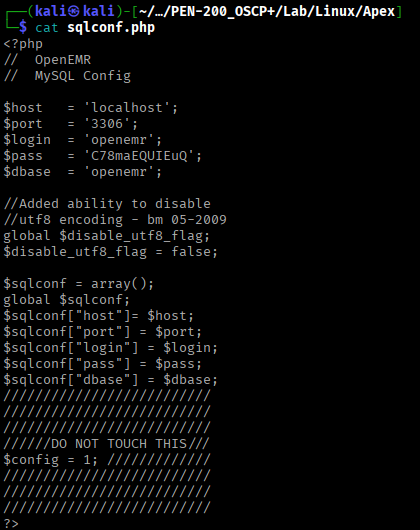 ┌──(kali㉿kali)-[~/…/PEN-200_OSCP+/Lab/Linux/Apex]
└─$ cat sqlconf.php
<?php
//  OpenEMR
//  MySQL Config

$host   = 'localhost';
$port   = '3306';
$login  = 'openemr';
$pass   = 'C78maEQUIEuQ';
$dbase  = 'openemr';

//Added ability to disable
//utf8 encoding - bm 05-2009
global $disable_utf8_flag;
$disable_utf8_flag = false;

$sqlconf = array();
global $sqlconf;
$sqlconf["host"]= $host;
$sqlconf["port"] = $port;
$sqlconf["login"] = $login;
$sqlconf["pass"] = $pass;
$sqlconf["dbase"] = $dbase;
//////////////////////////
//////////////////////////
//////////////////////////
//////DO NOT TOUCH THIS///
$config = 1; /////////////
//////////////////////////
//////////////////////////
//////////////////////////
?>